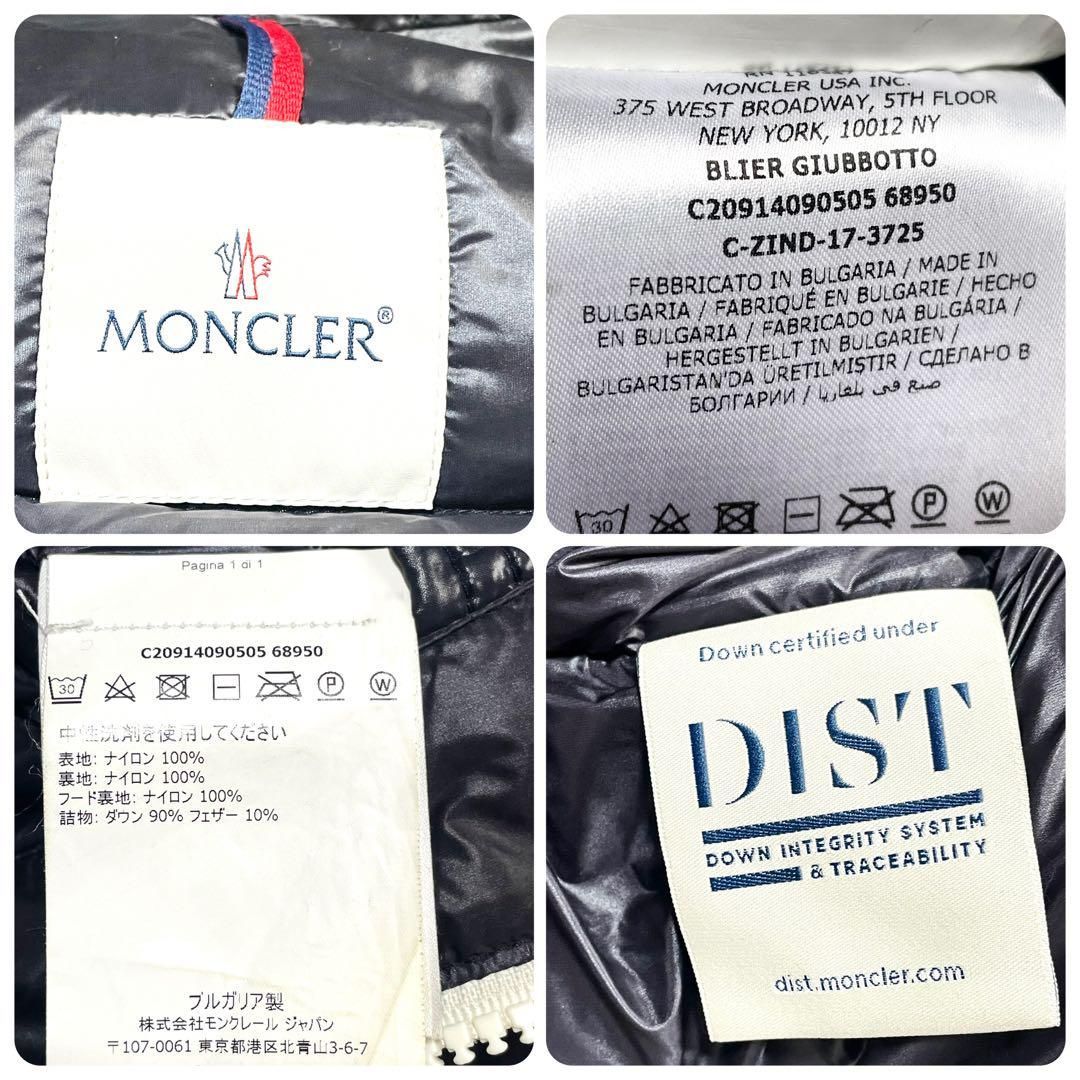 MONCLER®
MONCLER USA INC.
375 WEST BROADWAY, 5TH FLOOR
NEW YORK, 10012 NY
BLIER GIUBBOTTO
C20914090505 68950
C-ZIND-17-3725
FABBRICATO IN BULGARIA / MADE IN
BULGARIA / FABRIQUÉ EN BULGARIE / HECHO
EN BULGARIA / FABRICADO NA BULGÁRIA /
HERGESTELLT IN BULGARIEN /
BULGARISTAN'DA ÜRETILMISTIR / СДЕЛАНО В
БОЛГАРИИ / صنع في بلغاريا
30 P W
Pagina 1 di 1
C20914090505 68950
30 P W
中性洗剤を使用してください
表地: ナイロン 100%
裏地: ナイロン 100%
フード裏地: ナイロン 100%
詰物: ダウン 90% フェザー 10%
ブルガリア製
株式会社モンクレール ジャパン
〒107-0061 東京都港区北青山3-6-7
Down certified under
DIST
DOWN INTEGRITY SYSTEM
& TRACEABILITY
dist.moncler.com